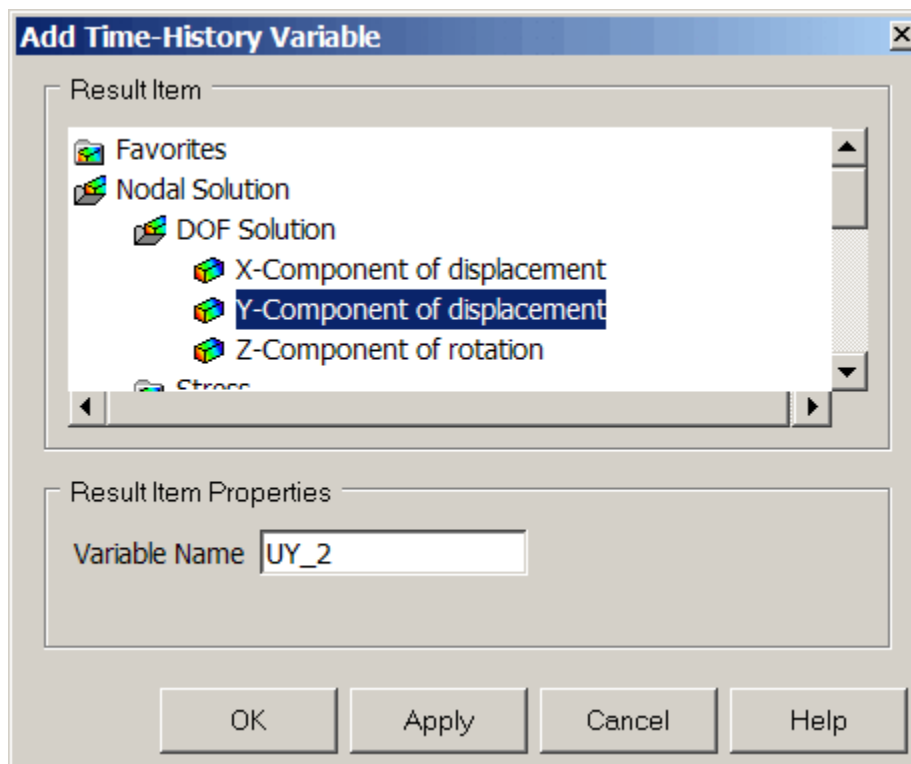 Add Time-History Variable
Result Item
Favorites
Nodal Solution
DOF Solution
X-Component of displacement
Y-Component of displacement
Z-Component of rotation
Stress
Result Item Properties
Variable Name UY_2
OK Apply Cancel Help